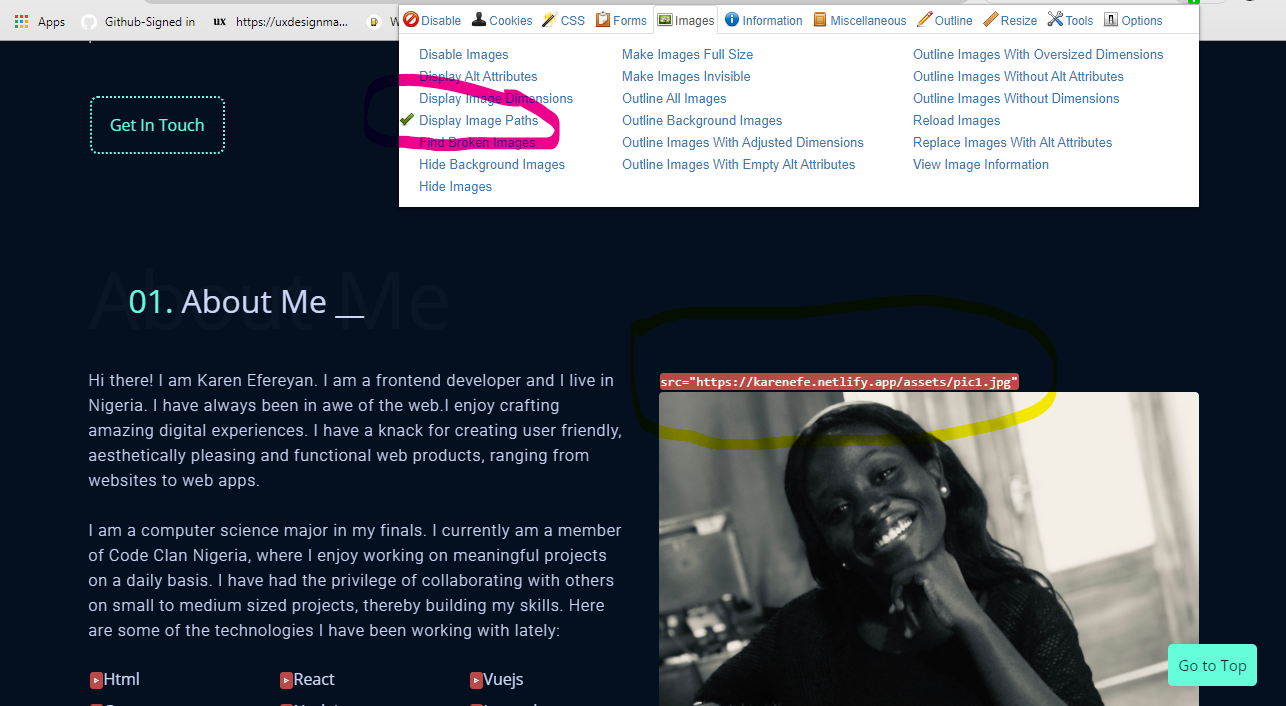 Apps Github-Signed in ux https://uxdesignma... W
Disable Cookies CSS Forms Images Information Miscellaneous Outline Resize Tools Options
Disable Images Make Images Full Size Outline Images With Oversized Dimensions
Display Alt Attributes Make Images Invisible Outline Images Without Alt Attributes
Display Image Dimensions Outline All Images Outline Images Without Dimensions
Display Image Paths Outline Background Images Reload Images
Find Broken Images Outline Images With Adjusted Dimensions Replace Images With Alt Attributes
Hide Background Images Outline Images With Empty Alt Attributes View Image Information
Hide Images
Get In Touch
About Me
01. About Me __
Hi there! I am Karen Efereyan. I am a frontend developer and I live in
Nigeria. I have always been in awe of the web.I enjoy crafting
amazing digital experiences. I have a knack for creating user friendly,
aesthetically pleasing and functional web products, ranging from
websites to web apps.
I am a computer science major in my finals. I currently am a member
of Code Clan Nigeria, where I enjoy working on meaningful projects
on a daily basis. I have had the privilege of collaborating with others
on small to medium sized projects, thereby building my skills. Here
are some of the technologies I have been working with lately:
Html React Vuejs
src="https://karenefe.netlify.app/assets/pic1.jpg"
Go to Top